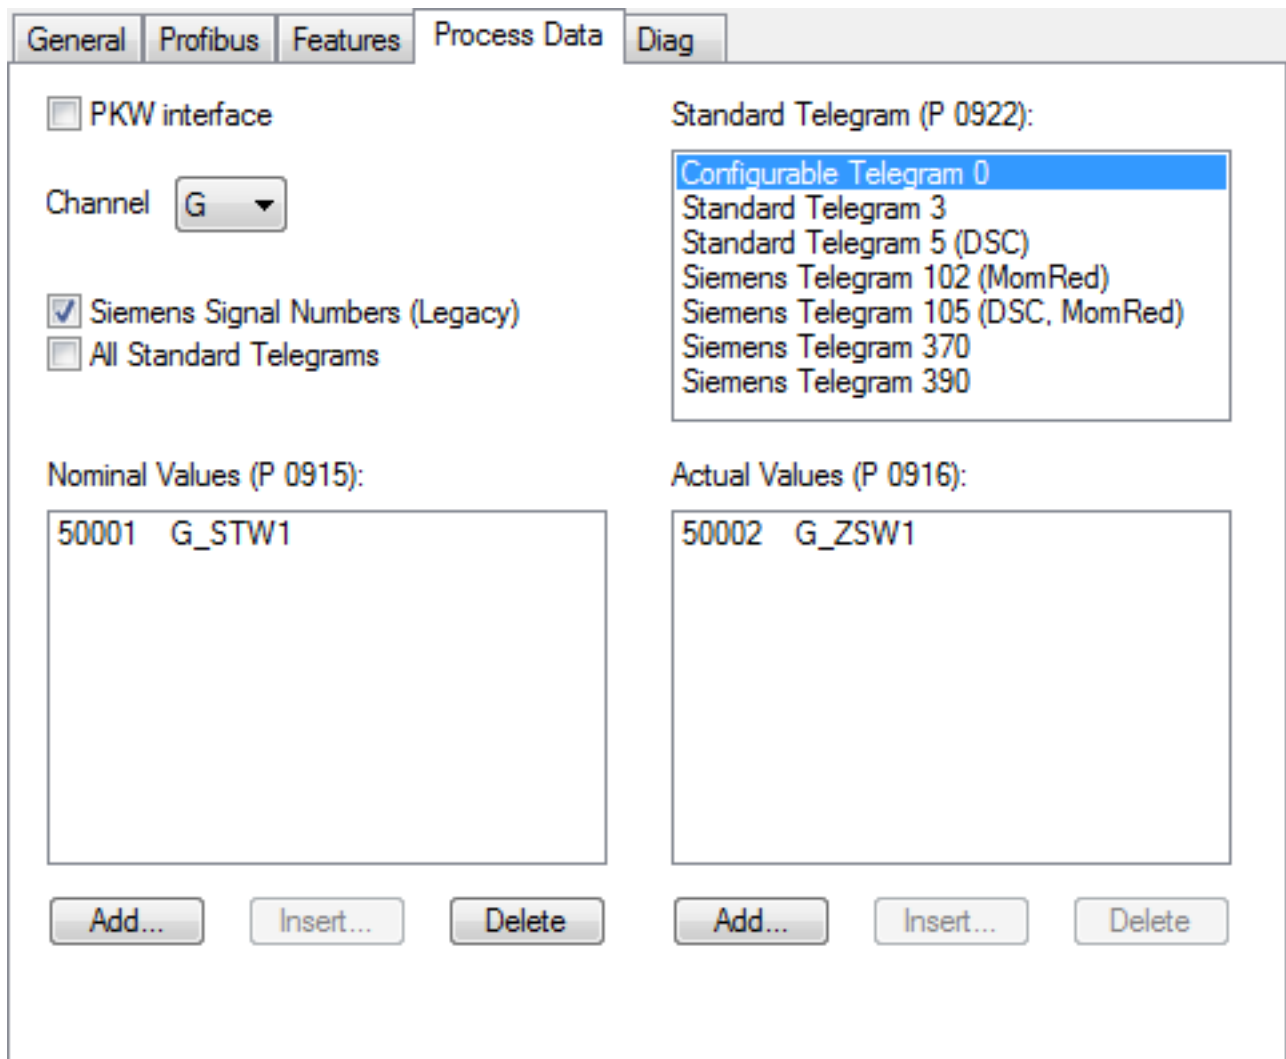 General Profibus Features Process Data Diag
PKW interface
Standard Telegram (P 0922):
Channel G
Configurable Telegram 0
Standard Telegram 3
Standard Telegram 5 (DSC)
Siemens Telegram 102 (MomRed)
Siemens Telegram 105 (DSC, MomRed)
Siemens Telegram 370
Siemens Telegram 390
Siemens Signal Numbers (Legacy)
All Standard Telegrams
Nominal Values (P 0915):
50001 G_STW1
Add... Insert... Delete
Actual Values (P 0916):
50002 G_ZSW1
Add... Insert... Delete